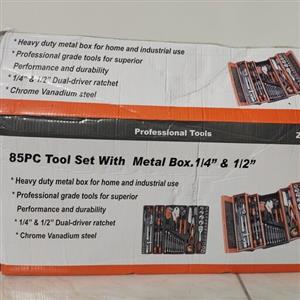 * Heavy duty metal box for home and industrial use
* Professional grade tools for superior
Performance and durability
* 1/4" & 1/2" Dual-driver ratchet
* Chrome Vanadium steel
Professional Tools
85PC Tool Set With Metal Box.1/4" & 1/2"
* Heavy duty metal box for home and industrial use
* Professional grade tools for superior
Performance and durability
* 1/4" & 1/2" Dual-driver ratchet
* Chrome Vanadium steel